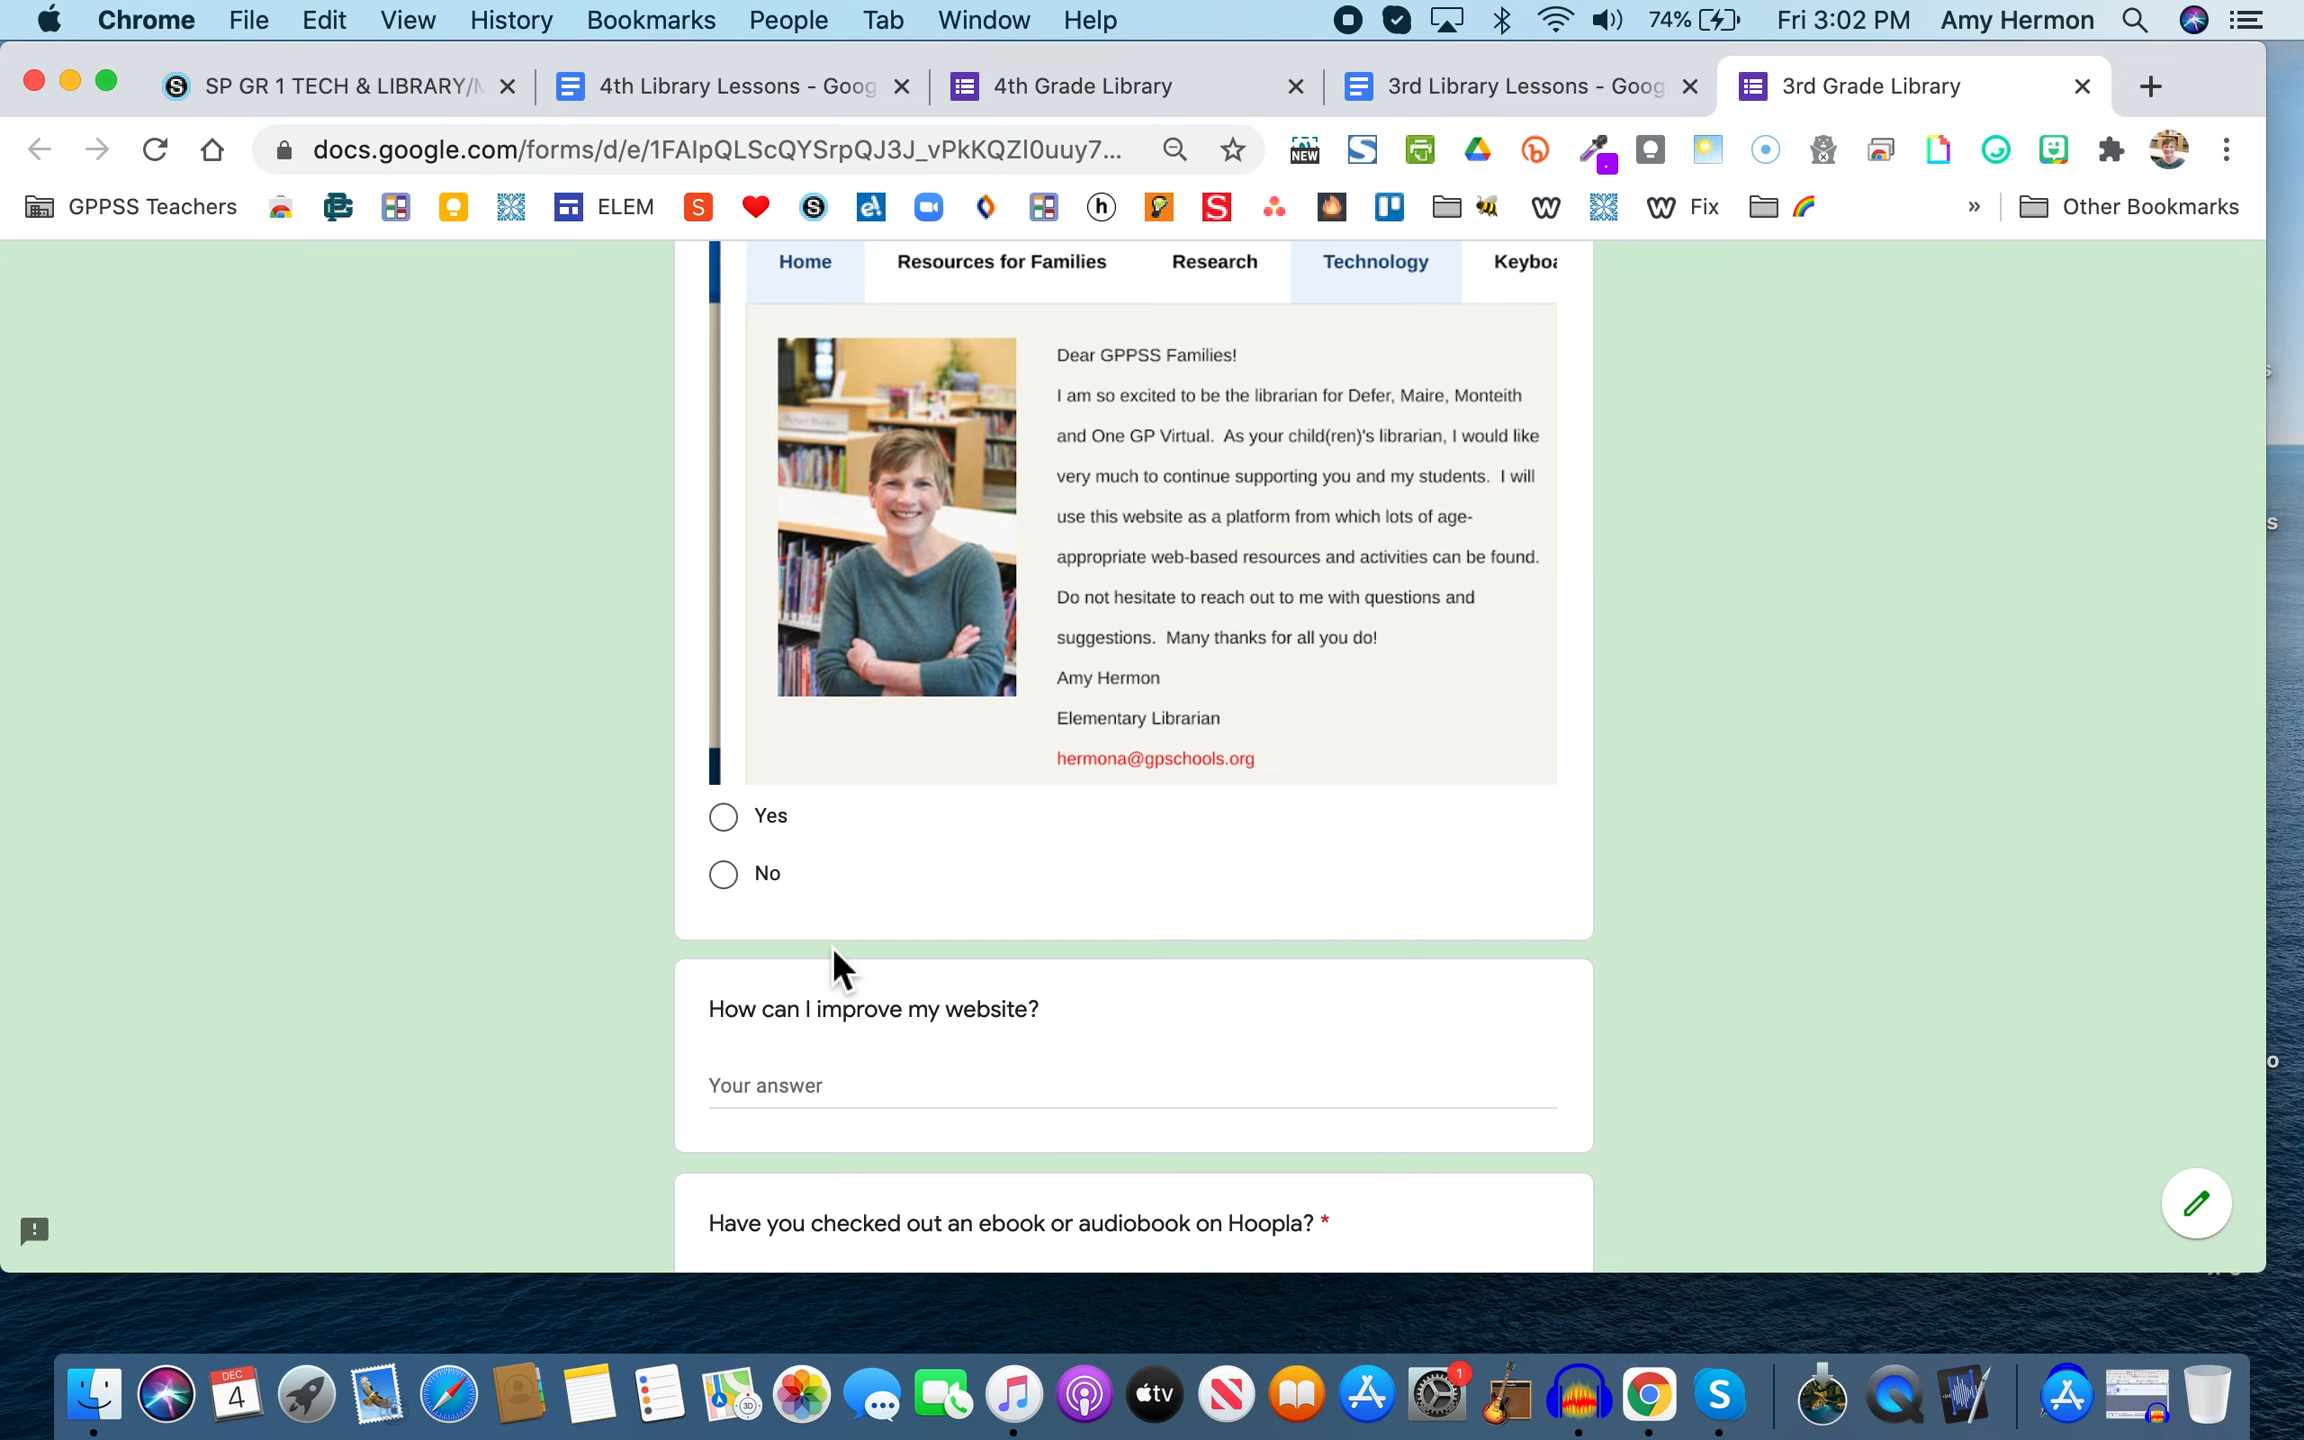 Chrome File Edit View History Bookmarks People Tab Window Help 74% Fri 3:02 PM Amy Hermon
SP GR 1 TECH & LIBRARY/ 4th Library Lessons - Goog 4th Grade Library 3rd Library Lessons - Goog 3rd Grade Library
docs.google.com/forms/d/e/1FAIpQLScQYSrpQJ3J_vPkKQZl0uuy7... NEW
GPPSS Teachers ELEM Fix » Other Bookmarks
Home Resources for Families Research Technology Keyboa
Dear GPPSS Families!
I am so excited to be the librarian for Defer, Maire, Monteith
and One GP Virtual. As your child(ren)'s librarian, I would like
very much to continue supporting you and my students. I will
use this website as a platform from which lots of age-
appropriate web-based resources and activities can be found.
Do not hesitate to reach out to me with questions and
suggestions. Many thanks for all you do!
Amy Hermon
Elementary Librarian
hermona@gpschools.org
Yes
No
How can I improve my website?
Your answer
Have you checked out an ebook or audiobook on Hoopla? *
DEC
4
tv
1